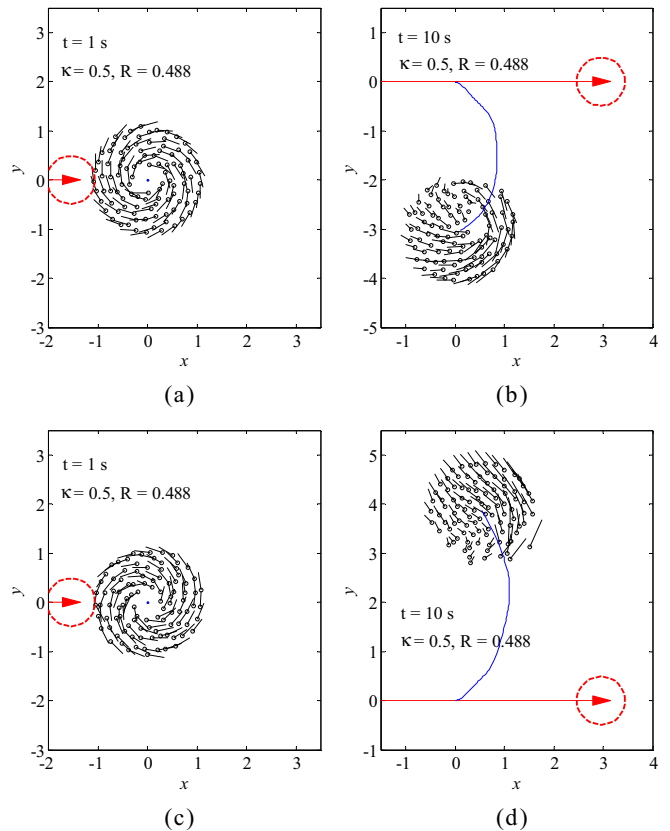 3
t = 1 s
κ = 0.5, R = 0.488
2
1
y
0
-1
-2
-3
-2 -1 0 1 2 3
x
(a)
1
t = 10 s
κ = 0.5, R = 0.488
0
-1
y
-2
-3
-4
-5
-1 0 1 2 3 4
x
(b)
3
t = 1 s
κ = 0.5, R = 0.488
2
1
y
0
-1
-2
-3
-2 -1 0 1 2 3
x
(c)
5
4
3
y
2
t = 10 s
κ = 0.5, R = 0.488
1
0
-1
-1 0 1 2 3 4
x
(d)